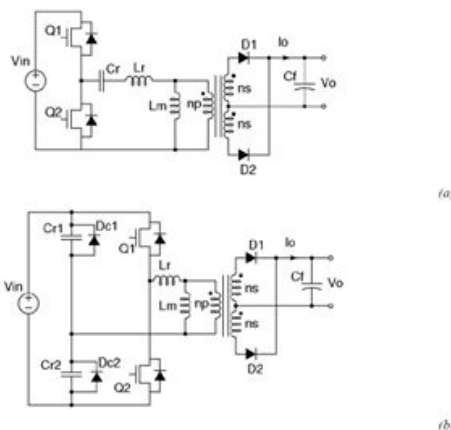 Q1
D1
Io
Vin
Cr
Lr
Cf
Vo
ns
Lm
np
Q2
ns
D2
(a)
Cr1
Dc1
Q1
D1
Io
Lr
Cf
Vo
Vin
ns
Lm
np
ns
Cr2
Dc2
Q2
D2
(b)